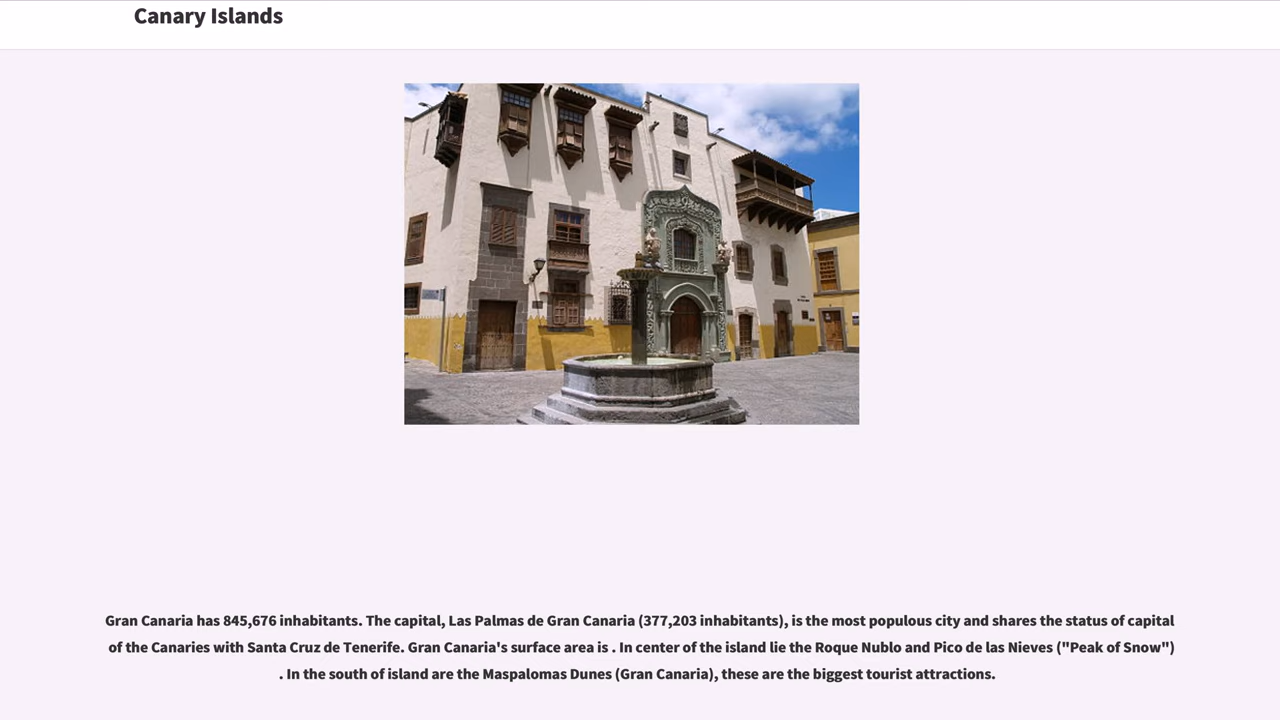 Canary Islands
Gran Canaria has 845,676 inhabitants. The capital, Las Palmas de Gran Canaria (377,203 inhabitants), is the most populous city and shares the status of capital
of the Canaries with Santa Cruz de Tenerife. Gran Canaria's surface area is . In center of the island lie the Roque Nublo and Pico de las Nieves ("Peak of Snow")
. In the south of island are the Maspalomas Dunes (Gran Canaria), these are the biggest tourist attractions.